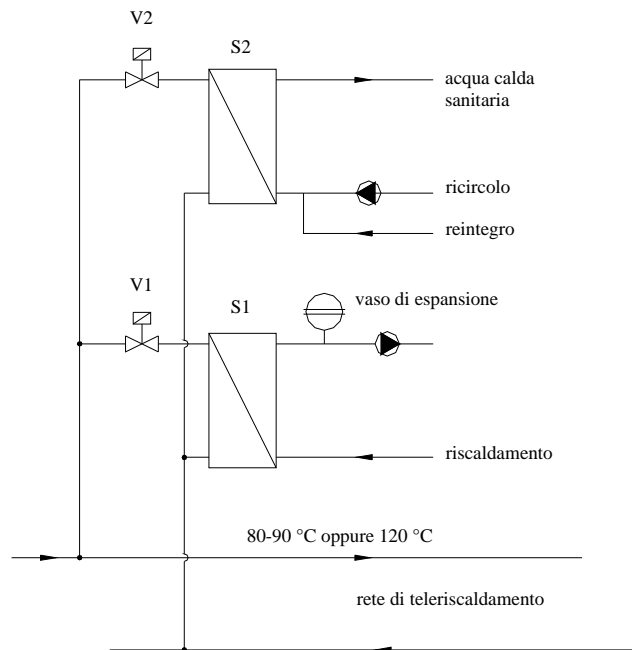 V2
S2
acqua calda
sanitaria
ricircolo
reintegro
V1
S1
vaso di espansione
riscaldamento
80-90 °C oppure 120 °C
rete di teleriscaldamento